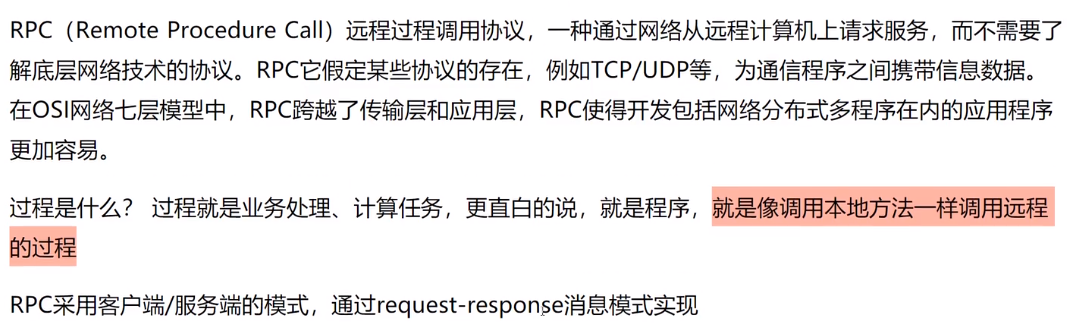 RPC（Remote Procedure Call）远程过程调用协议，一种通过网络从远程计算机上请求服务，而不需要了
解底层网络技术的协议。RPC它假定某些协议的存在，例如TCP/UDP等，为通信程序之间携带信息数据。
在OSI网络七层模型中，RPC跨越了传输层和应用层，RPC使得开发包括网络分布式多程序在内的应用程序
更加容易。
过程是什么？ 过程就是业务处理、计算任务，更直白的说，就是程序，就是像调用本地方法一样调用远程
的过程
RPC采用客户端/服务端的模式，通过request-response消息模式实现